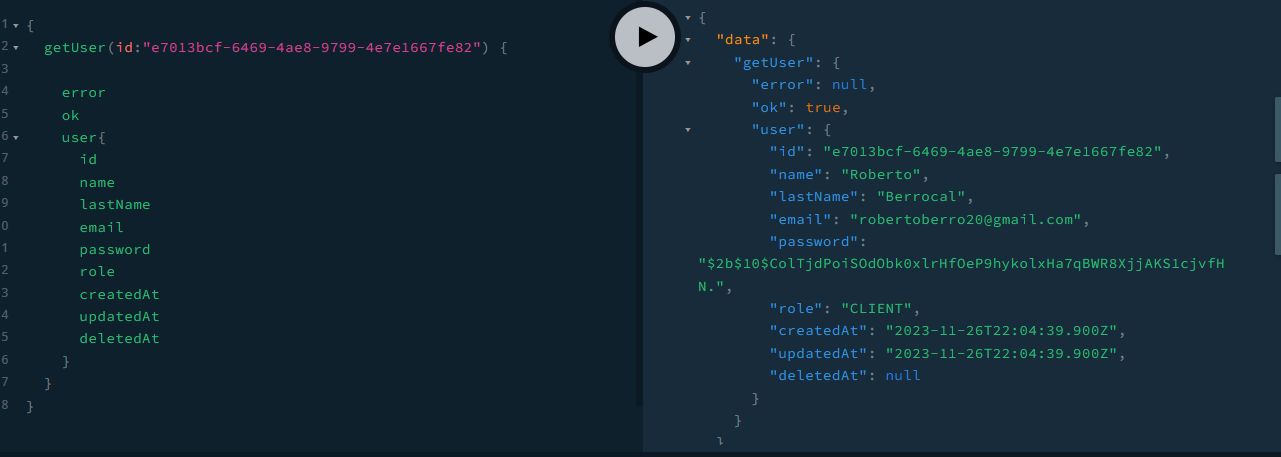 1 {
2 getUser(id:"e7013bcf-6469-4ae8-9799-4e7e1667fe82") {
3
4 error
5 ok
6 user{
7 id
8 name
9 lastName
0 email
1 password
2 role
3 createdAt
4 updatedAt
5 deletedAt
6 }
7 }
8 }
{
"data": {
"getUser": {
"error": null,
"ok": true,
"user": {
"id": "e7013bcf-6469-4ae8-9799-4e7e1667fe82",
"name": "Roberto",
"lastName": "Berrocal",
"email": "robertoberro20@gmail.com",
"password":
"$2b$10$ColTjdPoiSOdObk0xlrHfOeP9hykolxHa7qBWR8XjjAKS1cjvfH
N.",
"role": "CLIENT",
"createdAt": "2023-11-26T22:04:39.900Z",
"updatedAt": "2023-11-26T22:04:39.900Z",
"deletedAt": null
}
}
}